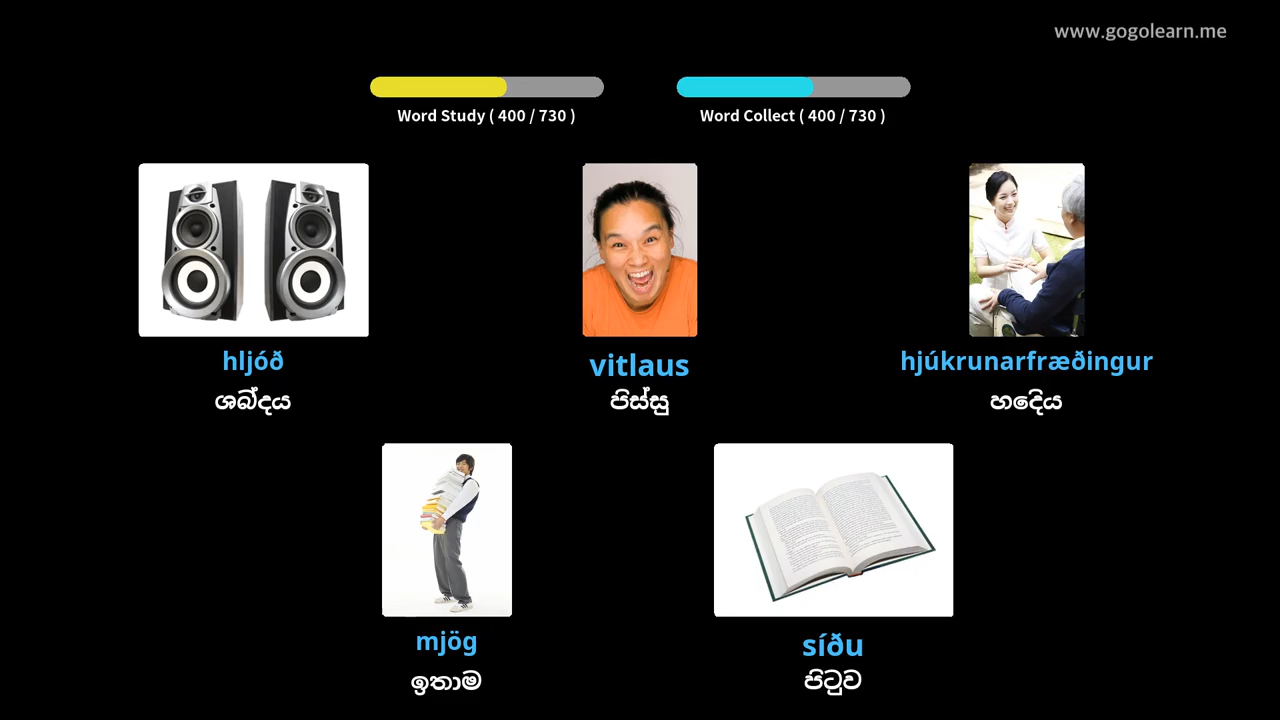 www.gogolearn.me
Word Study ( 400 / 730 )
Word Collect ( 400 / 730 )
hljóð
ශබ්දය
vitlaus
පිස්සු
hjúkrunarfræðingur
හෙදිය
mjög
ඉතාම
síðu
පිටුව